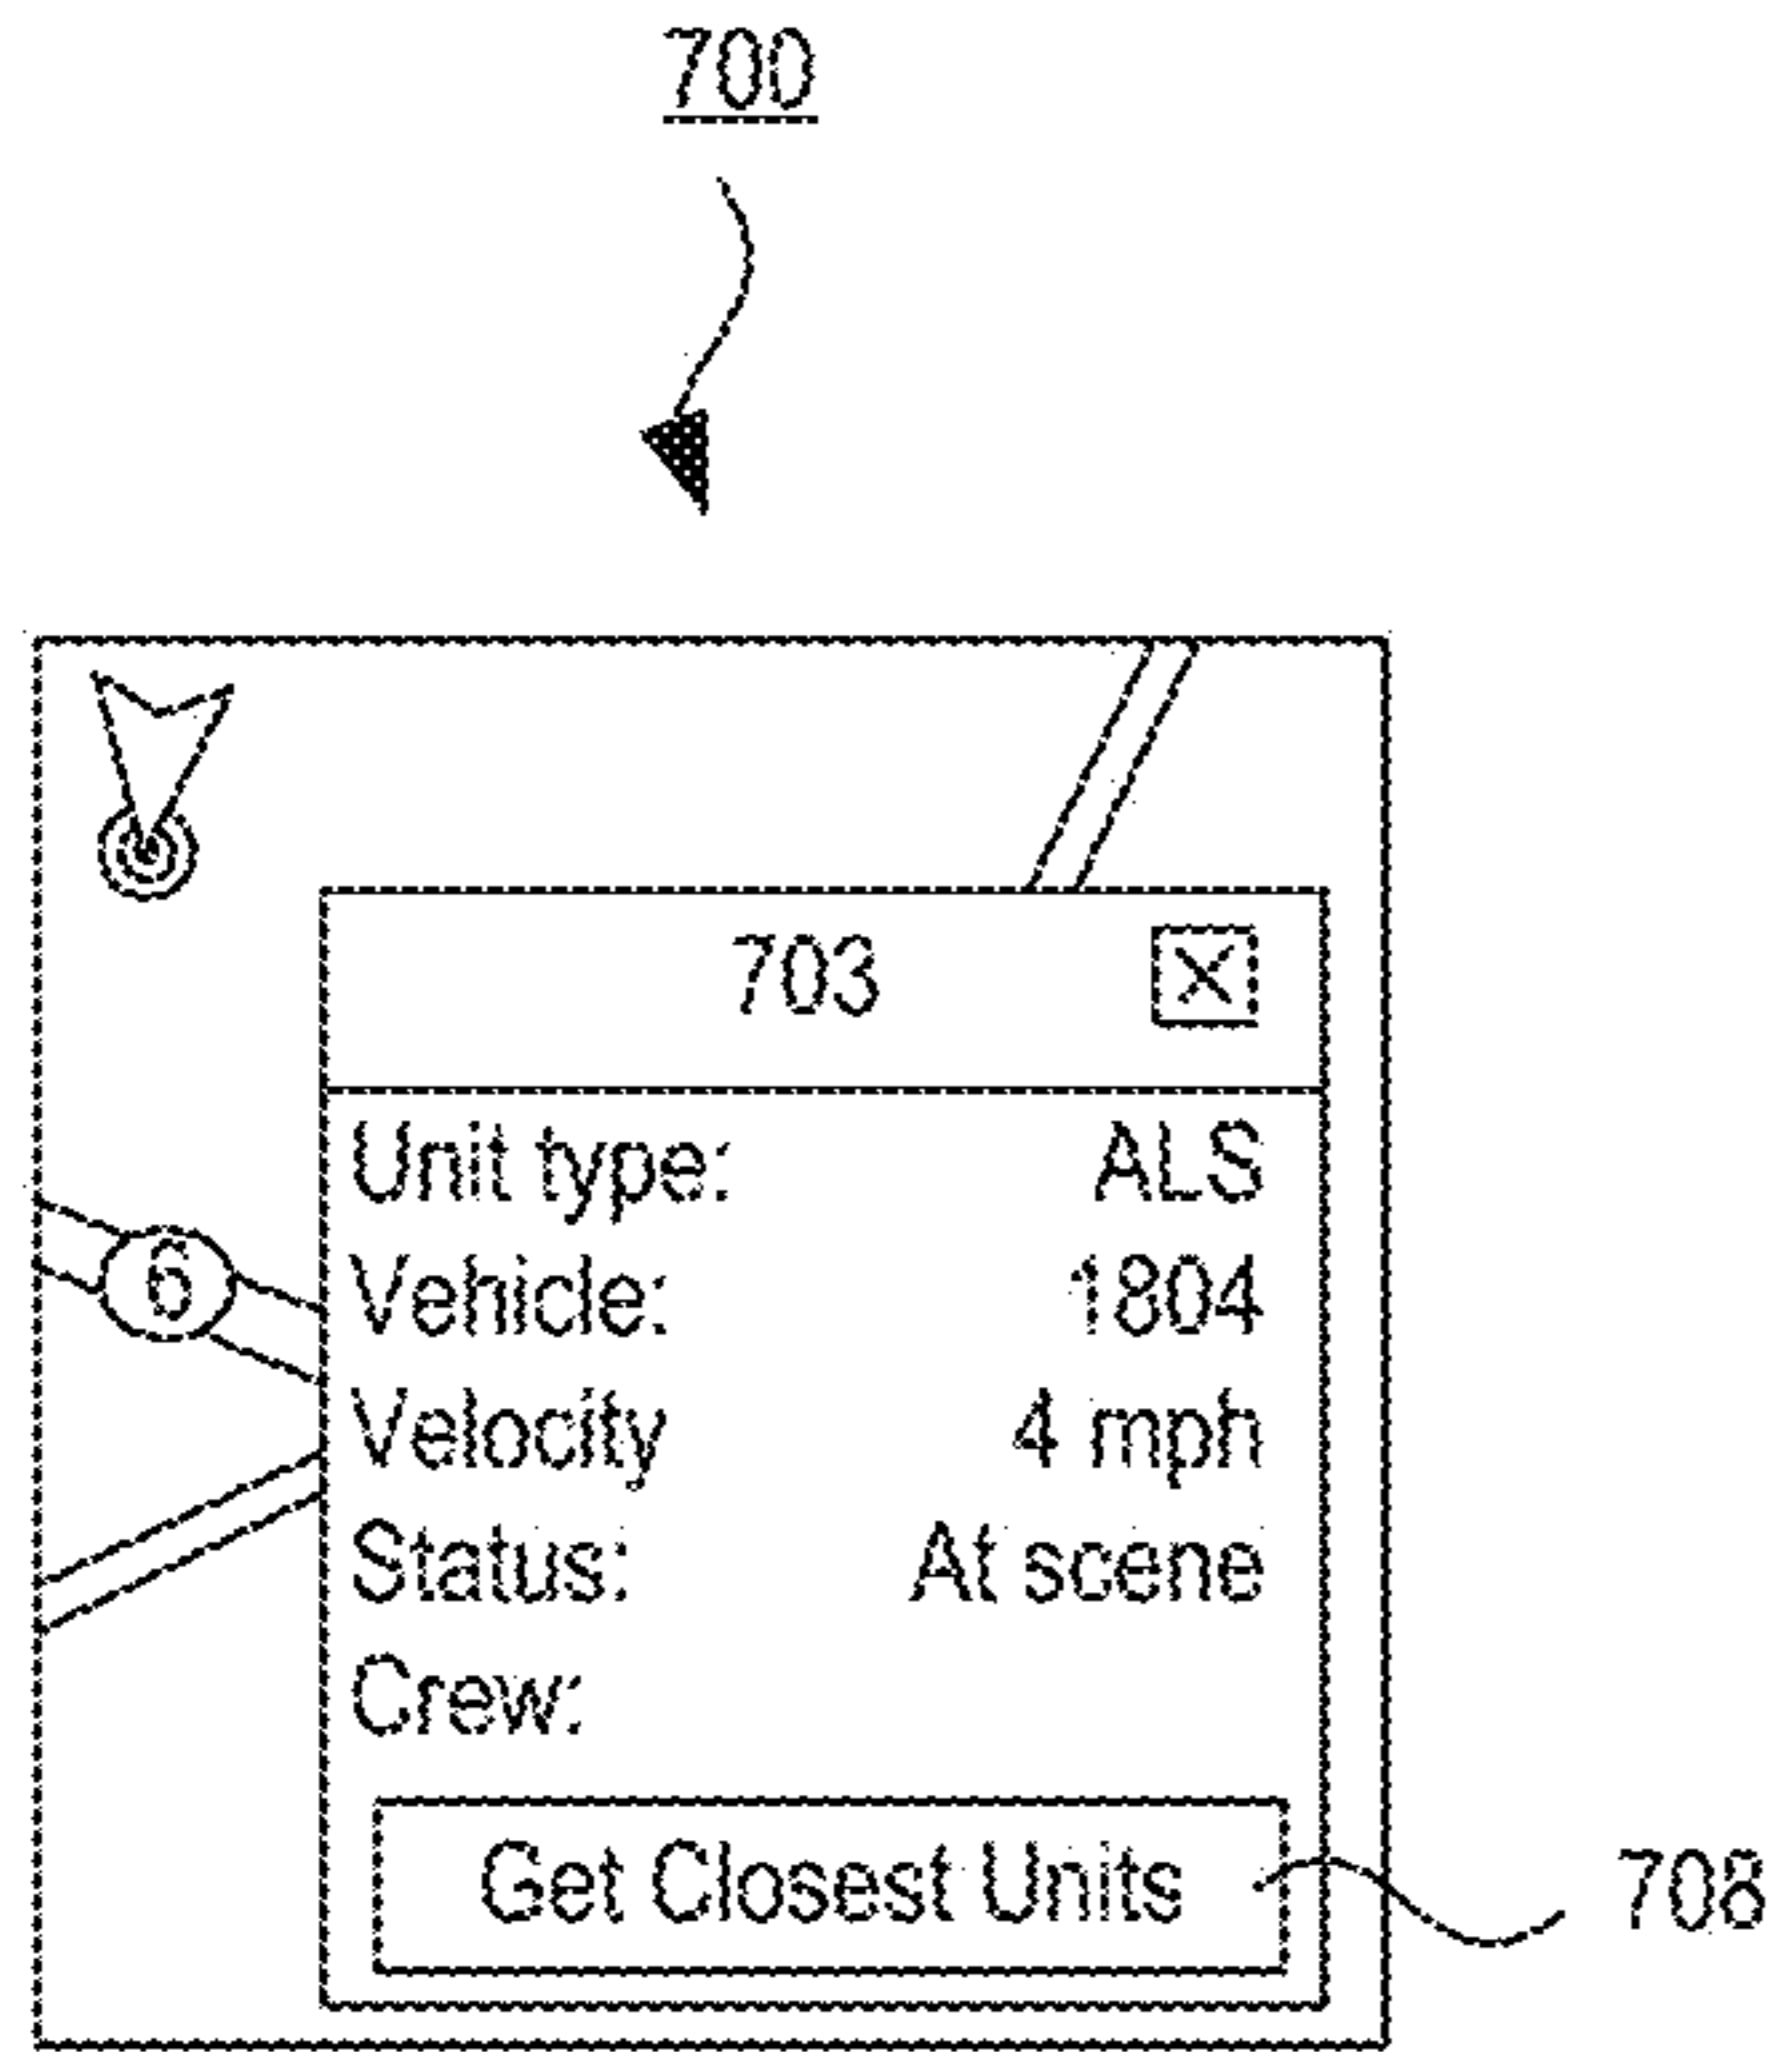 700
703 X
Unit type: ALS
Vehicle: 1804
6
Velocity 4 mph
Status: At scene
Crew:
Get Closest Units 708